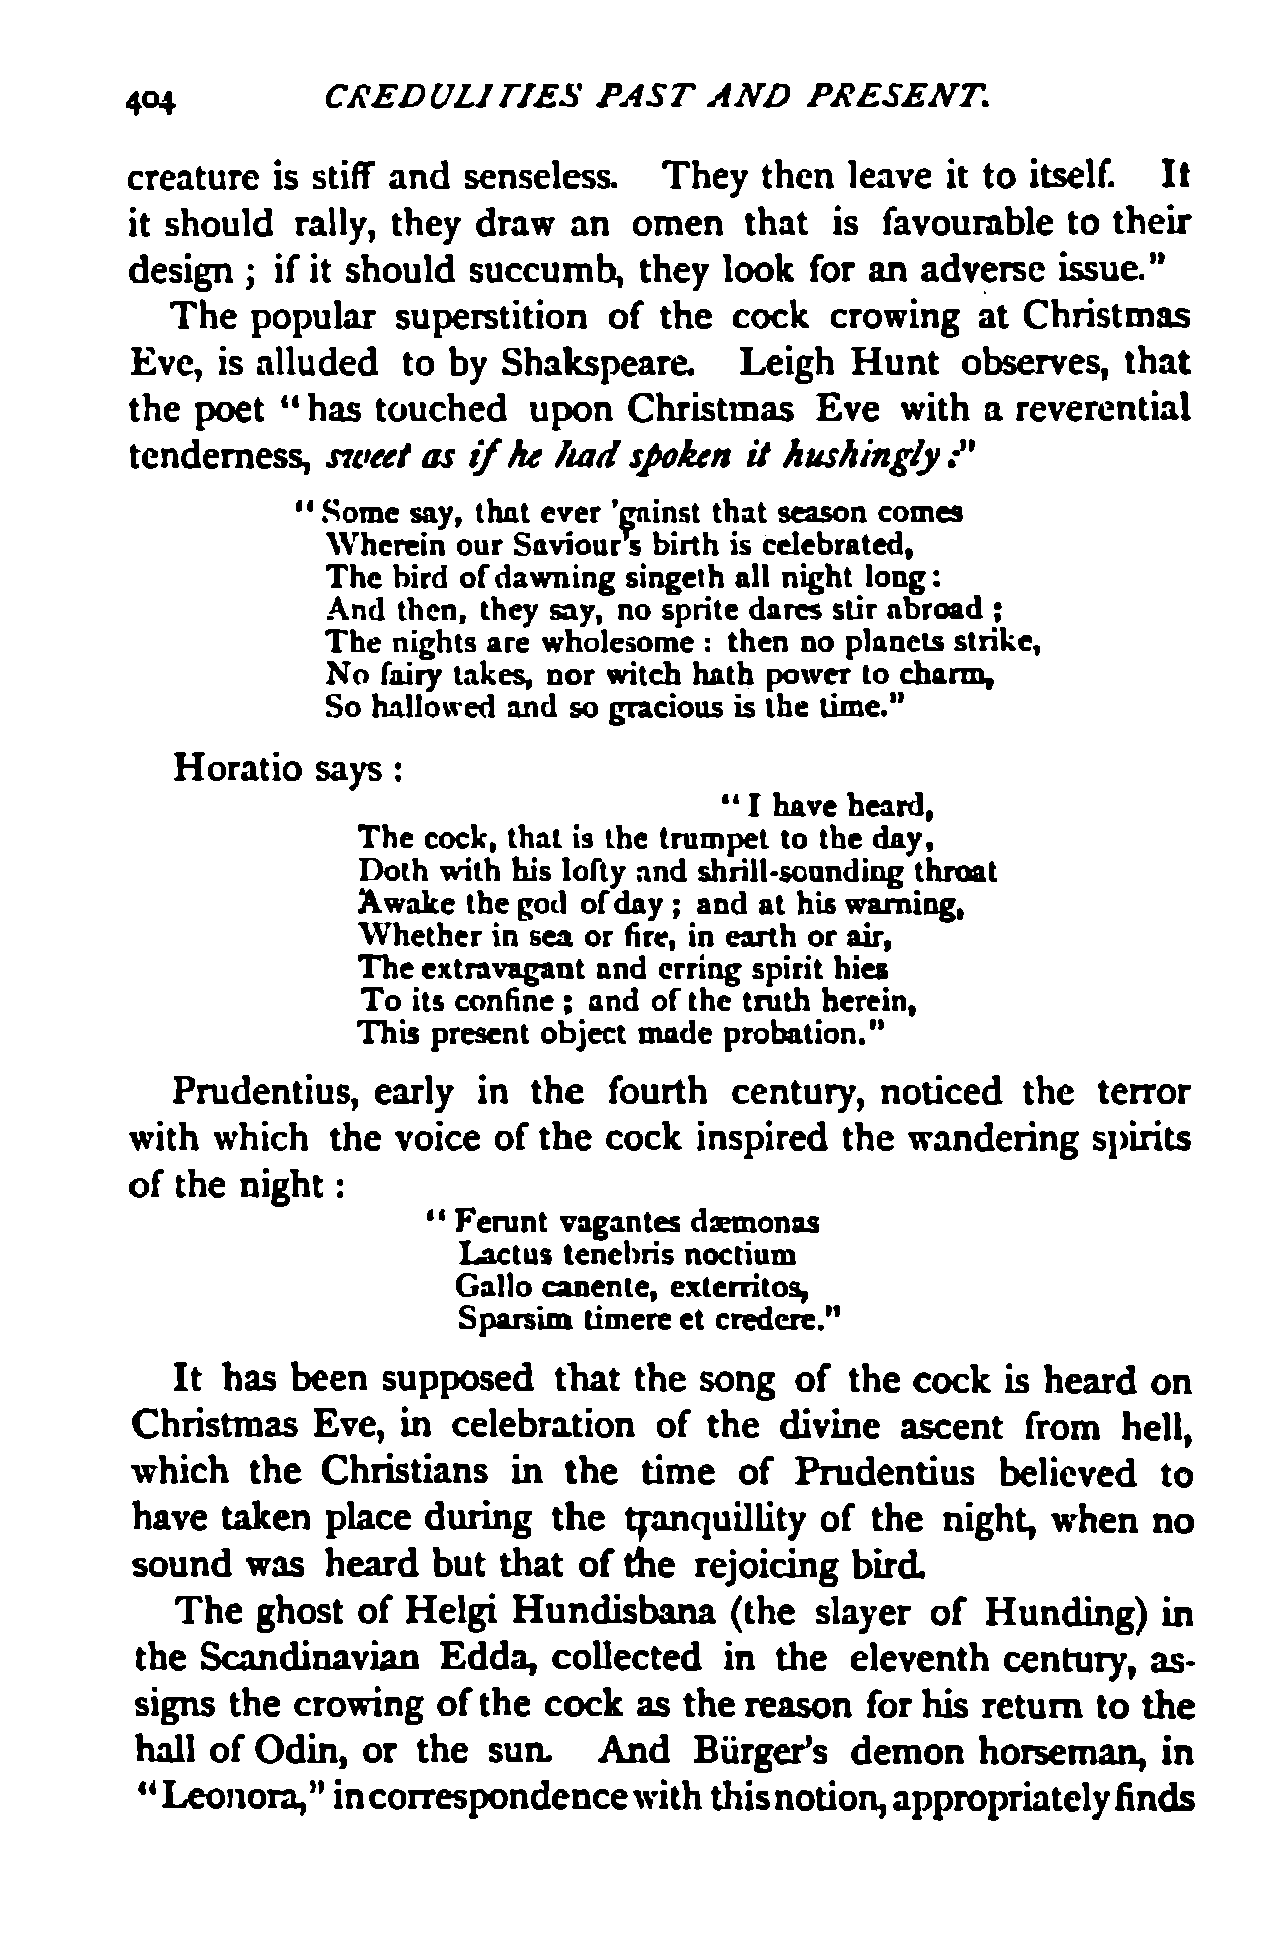 404 CREDULITIES PAST AND PRESENT.
creature is stiff and senseless. They then leave it to itself. It
it should rally, they draw an omen that is favourable to their
design ; if it should succumb, they look for an adverse issue."
The popular superstition of the cock crowing at Christmas
Eve, is alluded to by Shakspeare. Leigh Hunt observes, that
the poet "has touched upon Christmas Eve with a reverential
tenderness, sweet as if he had spoken it hushingly :"
"Some say, that ever 'gainst that season comes
Wherein our Saviour's birth is celebrated,
The bird of dawning singeth all night long :
And then, they say, no sprite dares stir abroad ;
The nights are wholesome : then no planets strike,
No fairy takes, nor witch hath power to charm,
So hallowed and so gracious is the time."
Horatio says :
"I have heard,
The cock, that is the trumpet to the day,
Doth with his lofty and shrill-sounding throat
Awake the god of day ; and at his warning,
Whether in sea or fire, in earth or air,
The extravagant and erring spirit hies
To its confine ; and of the truth herein,
This present object made probation."
Prudentius, early in the fourth century, noticed the terror
with which the voice of the cock inspired the wandering spirits
of the night :
"Ferunt vagantes dæmonas
Lactus tenebris noctium
Gallo canente, exterritos,
Sparsim timere et credere."
It has been supposed that the song of the cock is heard on
Christmas Eve, in celebration of the divine ascent from hell,
which the Christians in the time of Prudentius believed to
have taken place during the tranquillity of the night, when no
sound was heard but that of the rejoicing bird.
The ghost of Helgi Hundisbana (the slayer of Hunding) in
the Scandinavian Edda, collected in the eleventh century, as-
signs the crowing of the cock as the reason for his return to the
hall of Odin, or the sun. And Bürger's demon horseman, in
"Leonora," in correspondence with this notion, appropriately finds